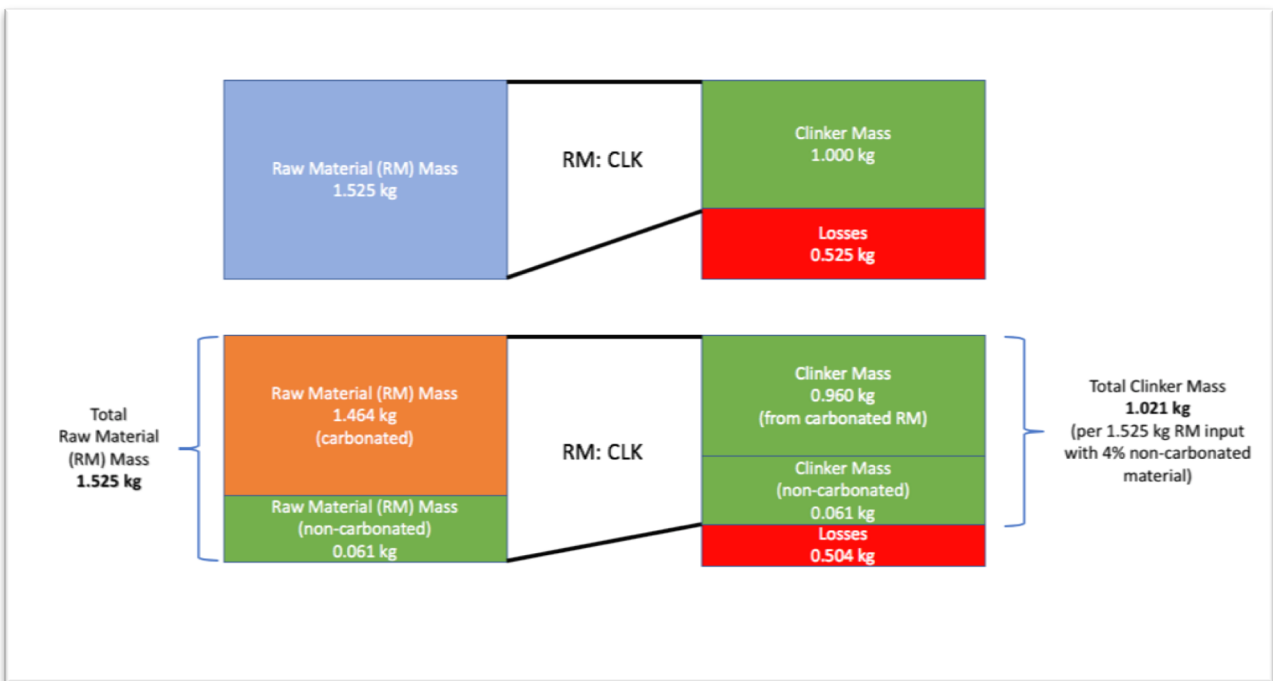 Raw Material (RM) Mass
1.525 kg
RM: CLK
Clinker Mass
1.000 kg
Losses
0.525 kg
Total
Raw Material
(RM) Mass
1.525 kg
Raw Material (RM) Mass
1.464 kg
(carbonated)
Raw Material (RM) Mass
(non-carbonated)
0.061 kg
RM: CLK
Clinker Mass
0.960 kg
(from carbonated RM)
Clinker Mass
(non-carbonated)
0.061 kg
Losses
0.504 kg
Total Clinker Mass
1.021 kg
(per 1.525 kg RM input
with 4% non-carbonated
material)